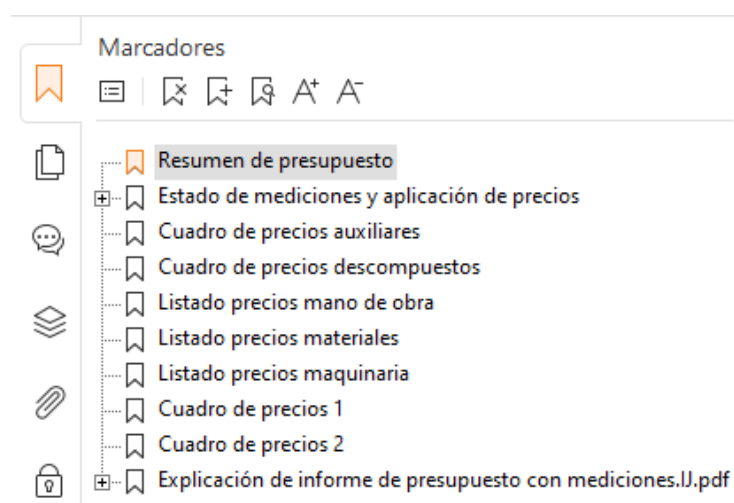 Marcadores
Resumen de presupuesto
Estado de mediciones y aplicación de precios
Cuadro de precios auxiliares
Cuadro de precios descompuestos
Listado precios mano de obra
Listado precios materiales
Listado precios maquinaria
Cuadro de precios 1
Cuadro de precios 2
Explicación de informe de presupuesto con mediciones.IJ.pdf